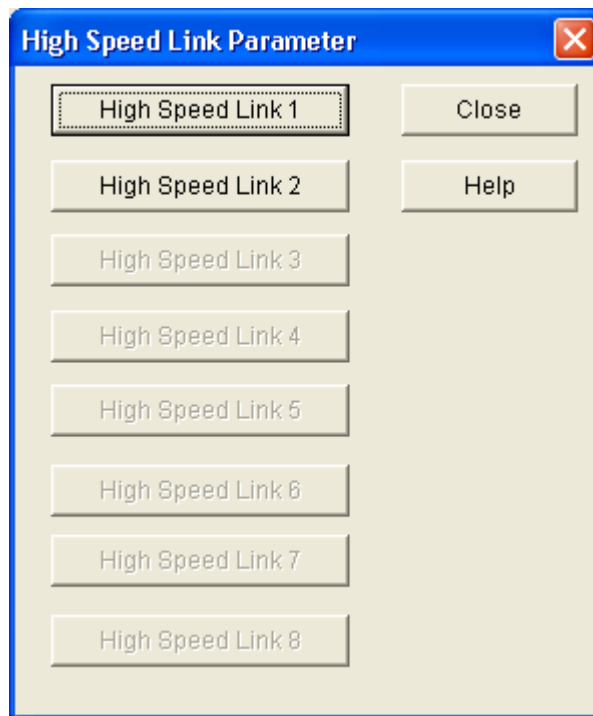 High Speed Link Parameter
High Speed Link 1
Close
High Speed Link 2
Help
High Speed Link 3
High Speed Link 4
High Speed Link 5
High Speed Link 6
High Speed Link 7
High Speed Link 8